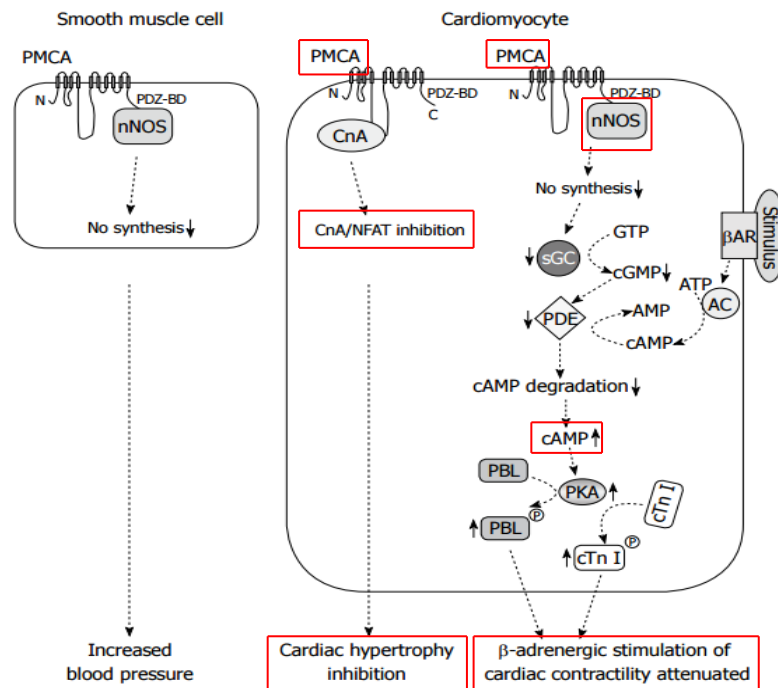 Smooth muscle cell
Cardiomyocyte
PMCA
N
PDZ-BD
nNOS
No synthesis
Increased
blood pressure
PMCA
N
PDZ-BD
C
CnA
CnA/NFAT inhibition
Cardiac hypertrophy
inhibition
PMCA
N
PDZ-BD
nNOS
No synthesis
sGC
GTP
cGMP
PDE
AMP
cAMP
ATP
AC
βAR
Stimulus
cAMP degradation
cAMP
PBL
PKA
PBL
P
cTn I
cTn I
P
β-adrenergic stimulation of
cardiac contractility attenuated